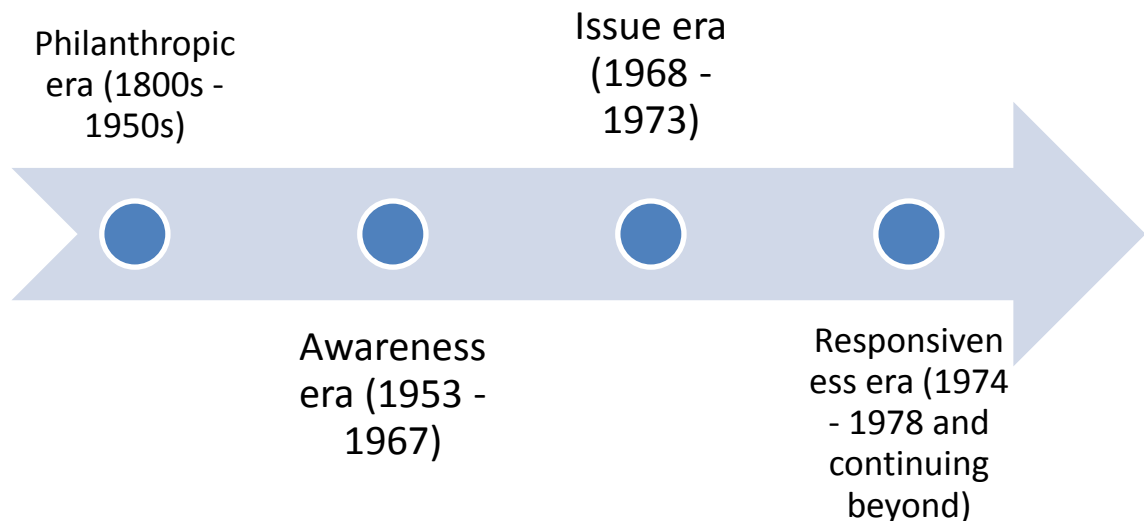 Philanthropic
era (1800s -
1950s)
Awareness
era (1953 -
1967)
Issue era
(1968 -
1973)
Responsiven
ess era (1974
- 1978 and
continuing
beyond)